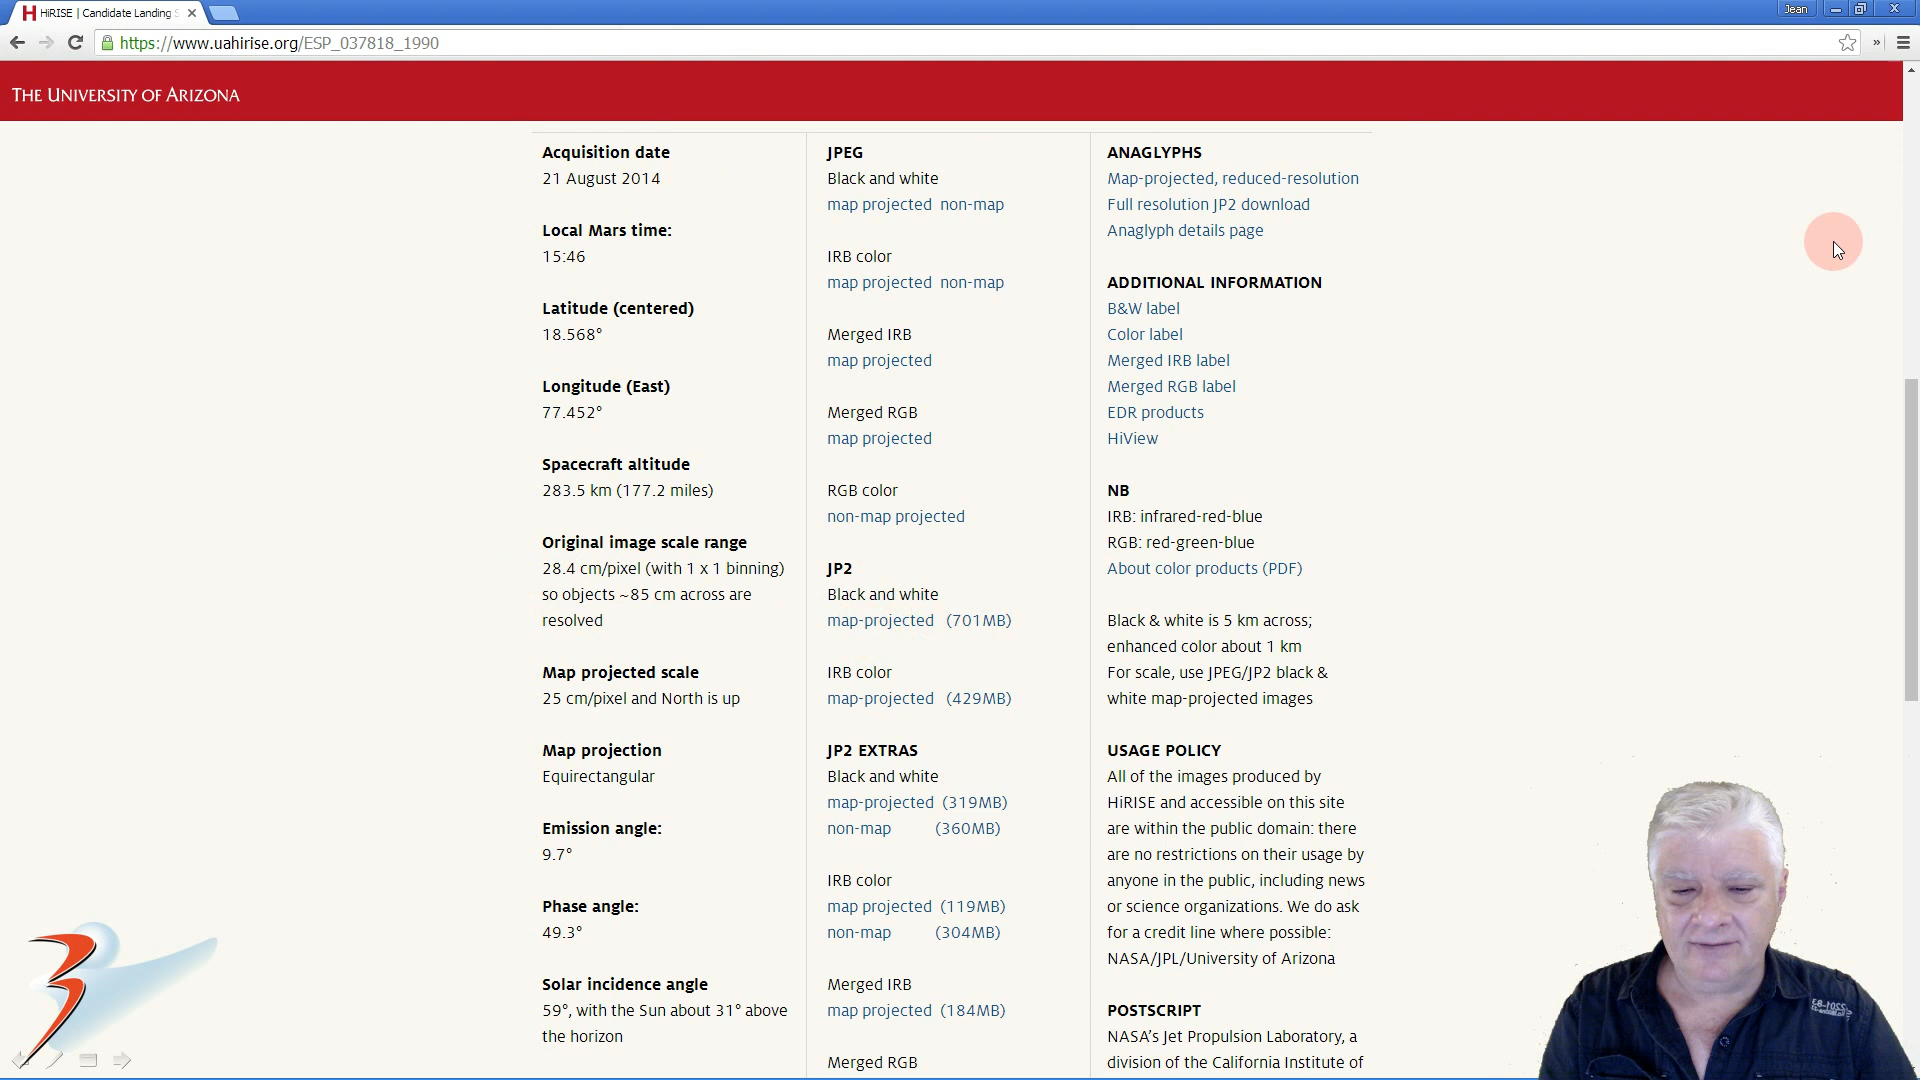 HiRISE | Candidate Landing S
Jean
https://www.uahirise.org/ESP_037818_1990
»
THE UNIVERSITY OF ARIZONA
Acquisition date
21 August 2014
Local Mars time:
15:46
Latitude (centered)
18.568°
Longitude (East)
77.452°
Spacecraft altitude
283.5 km (177.2 miles)
Original image scale range
28.4 cm/pixel (with 1 x 1 binning)
so objects ~85 cm across are
resolved
Map projected scale
25 cm/pixel and North is up
Map projection
Equirectangular
Emission angle:
9.7°
Phase angle:
49.3°
Solar incidence angle
59°, with the Sun about 31° above
the horizon
JPEG
Black and white
map projected non-map
IRB color
map projected non-map
Merged IRB
map projected
Merged RGB
map projected
RGB color
non-map projected
JP2
Black and white
map-projected (701MB)
IRB color
map-projected (429MB)
JP2 EXTRAS
Black and white
map-projected (319MB)
non-map (360MB)
IRB color
map projected (119MB)
non-map (304MB)
Merged IRB
map projected (184MB)
Merged RGB
ANAGLYPHS
Map-projected, reduced-resolution
Full resolution JP2 download
Anaglyph details page
ADDITIONAL INFORMATION
B&W label
Color label
Merged IRB label
Merged RGB label
EDR products
HiView
NB
IRB: infrared-red-blue
RGB: red-green-blue
About color products (PDF)
Black & white is 5 km across;
enhanced color about 1 km
For scale, use JPEG/JP2 black &
white map-projected images
USAGE POLICY
All of the images produced by
HiRISE and accessible on this site
are within the public domain: there
are no restrictions on their usage by
anyone in the public, including news
or science organizations. We do ask
for a credit line where possible:
NASA/JPL/University of Arizona
POSTSCRIPT
NASA's Jet Propulsion Laboratory, a
division of the California Institute of